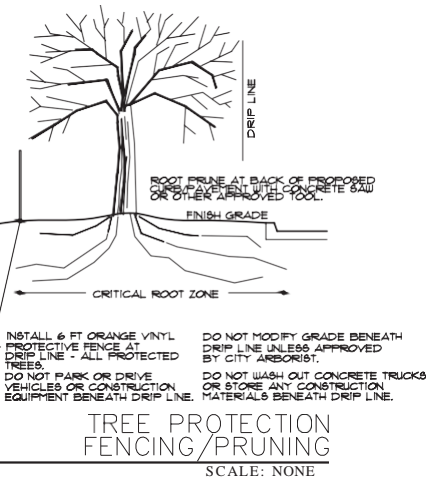 DRIP LINE
ROOT PRUNE AT BACK OF PROPOSED
CURB/PAVEMENT WITH CONCRETE SAW
OR OTHER APPROVED TOOL.
FINISH GRADE
CRITICAL ROOT ZONE
INSTALL 6 FT ORANGE VINYL
PROTECTIVE FENCE AT
DRIP LINE - ALL PROTECTED
TREES.
DO NOT PARK OR DRIVE
VEHICLES OR CONSTRUCTION
EQUIPMENT BENEATH DRIP LINE.
DO NOT MODIFY GRADE BENEATH
DRIP LINE UNLESS APPROVED
BY CITY ARBORIST.
DO NOT WASH OUT CONCRETE TRUCKS
OR STORE ANY CONSTRUCTION
MATERIALS BENEATH DRIP LINE.
TREE PROTECTION
FENCING/PRUNING
SCALE: NONE